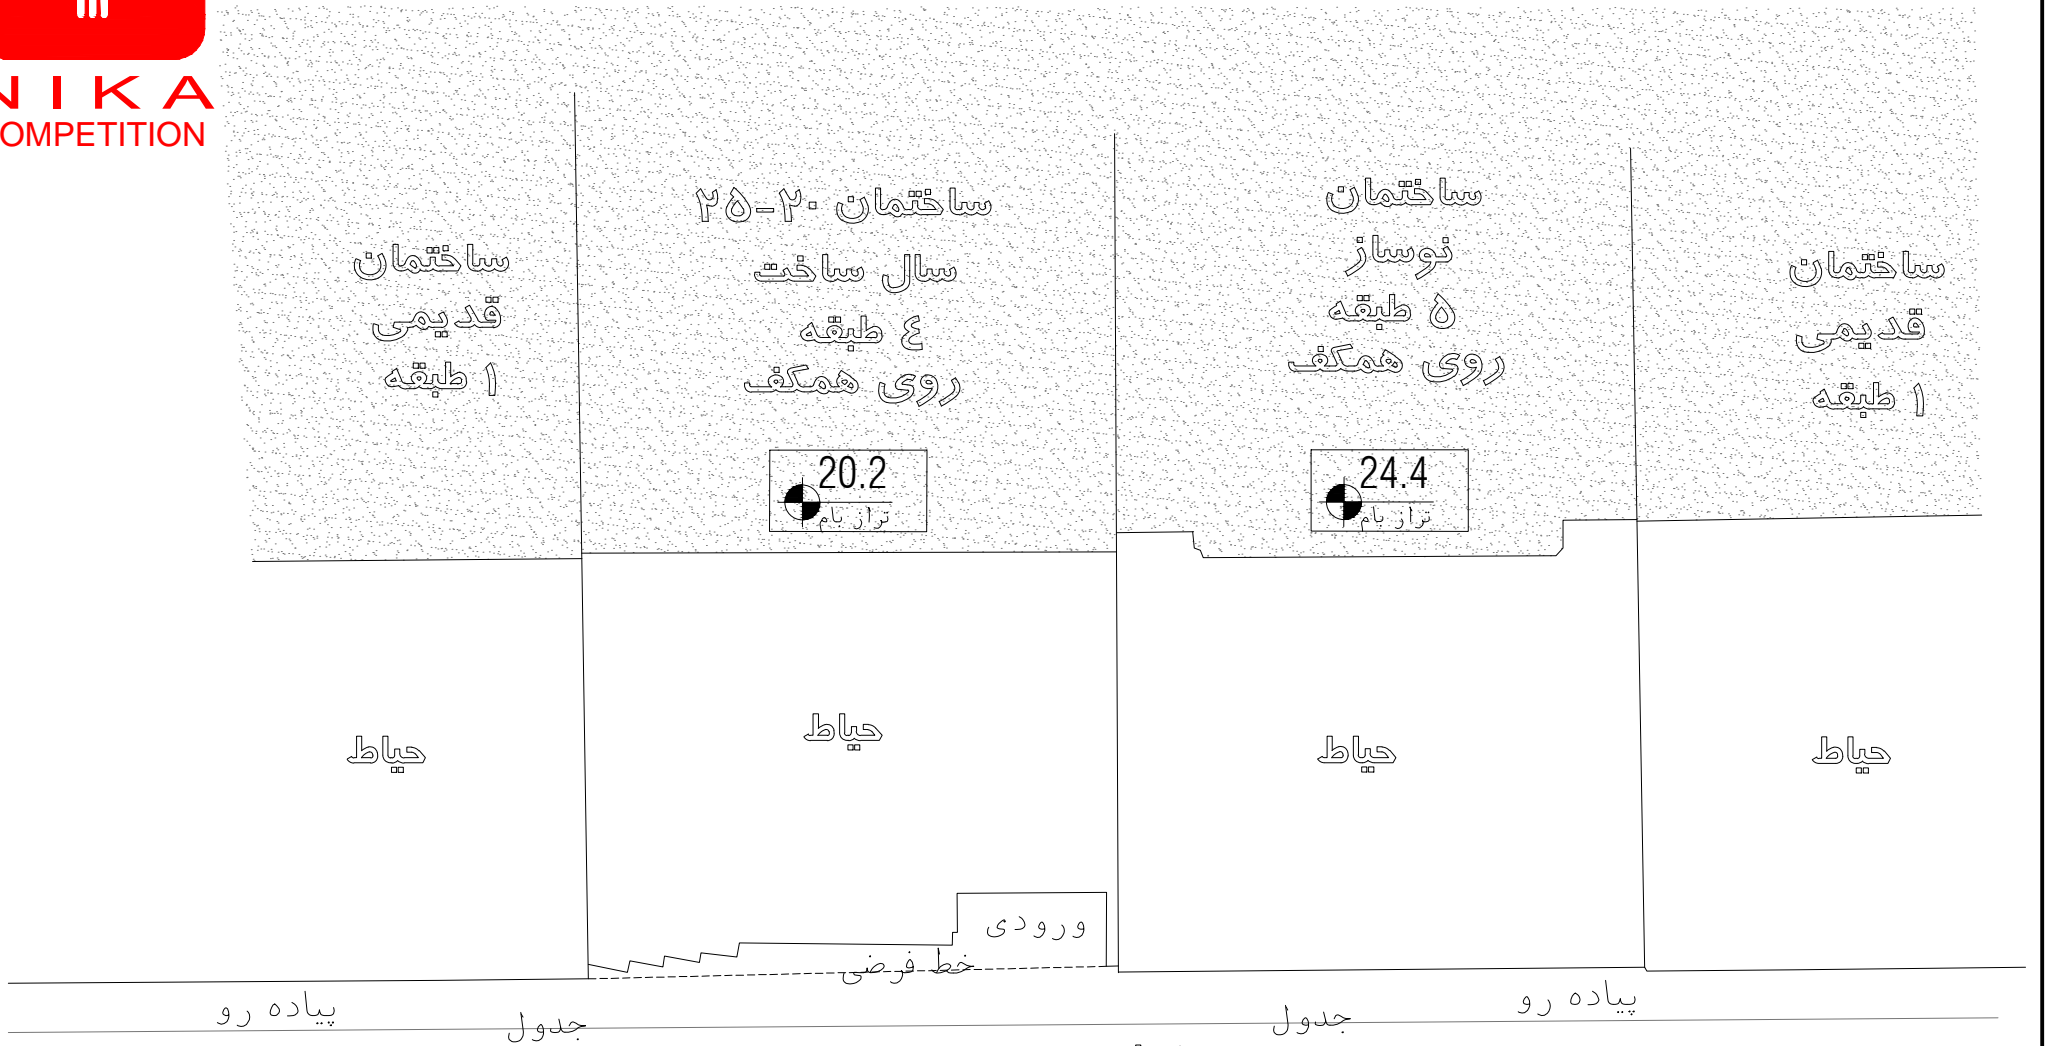 NIKA
OMPETITION
ساختمان
قدیمی
۱ طبقه
ساختمان ۲۰-۲۵
سال ساخت
٤ طبقه
روی همکف
20.2
تراز بام
ساختمان
نوساز
۵ طبقه
روی همکف
24.4
تراز بام
ساختمان
قدیمی
۱ طبقه
حیاط
حیاط
حیاط
حیاط
ورودی
خط فرضی
پیاده رو
پیاده رو
جدول
جدول